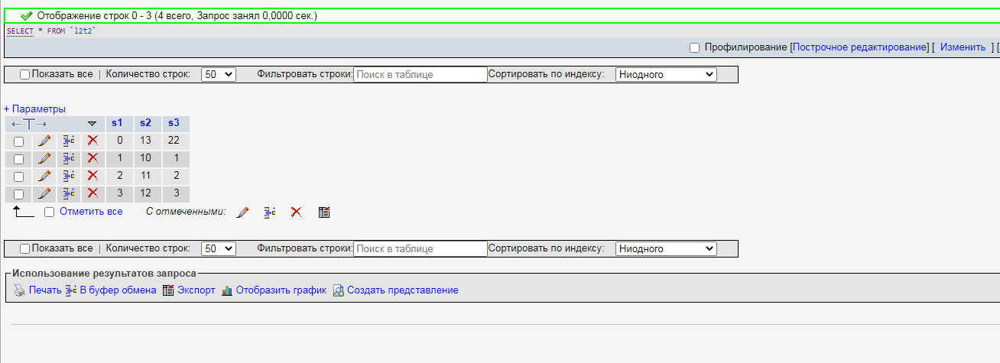 Отображение строк 0 - 3 (4 всего, Запрос занял 0,0000 сек.)
SELECT * FROM `l2t2`
Профилирование [Построчное редактирование] [ Изменить ] [
Показать все | Количество строк: 50 Фильтровать строки: Поиск в таблице Сортировать по индексу: Ниодного
+ Параметры
←T→ s1 s2 s3
0 13 22
1 10 1
2 11 2
3 12 3
Отметить все С отмеченными:
Показать все | Количество строк: 50 Фильтровать строки: Поиск в таблице Сортировать по индексу: Ниодного
Использование результатов запроса
Печать В буфер обмена Экспорт Отобразить график Создать представление